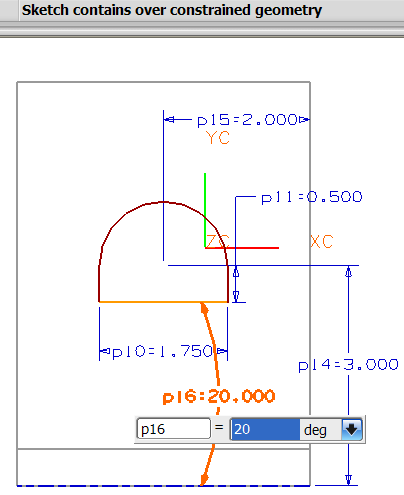 Sketch contains over constrained geometry
p15=2.000
YC
p11=0.500
ZC XC
p10=1.750
p14=3.000
p16:20.000
p16 = 20 deg